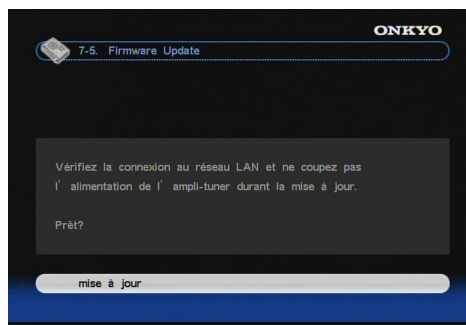 ONKYO
7-5. Firmware Update
Vérifiez la connexion au réseau LAN et ne coupez pas
l' alimentation de l' ampli-tuner durant la mise à jour.
Prêt?
mise à jour